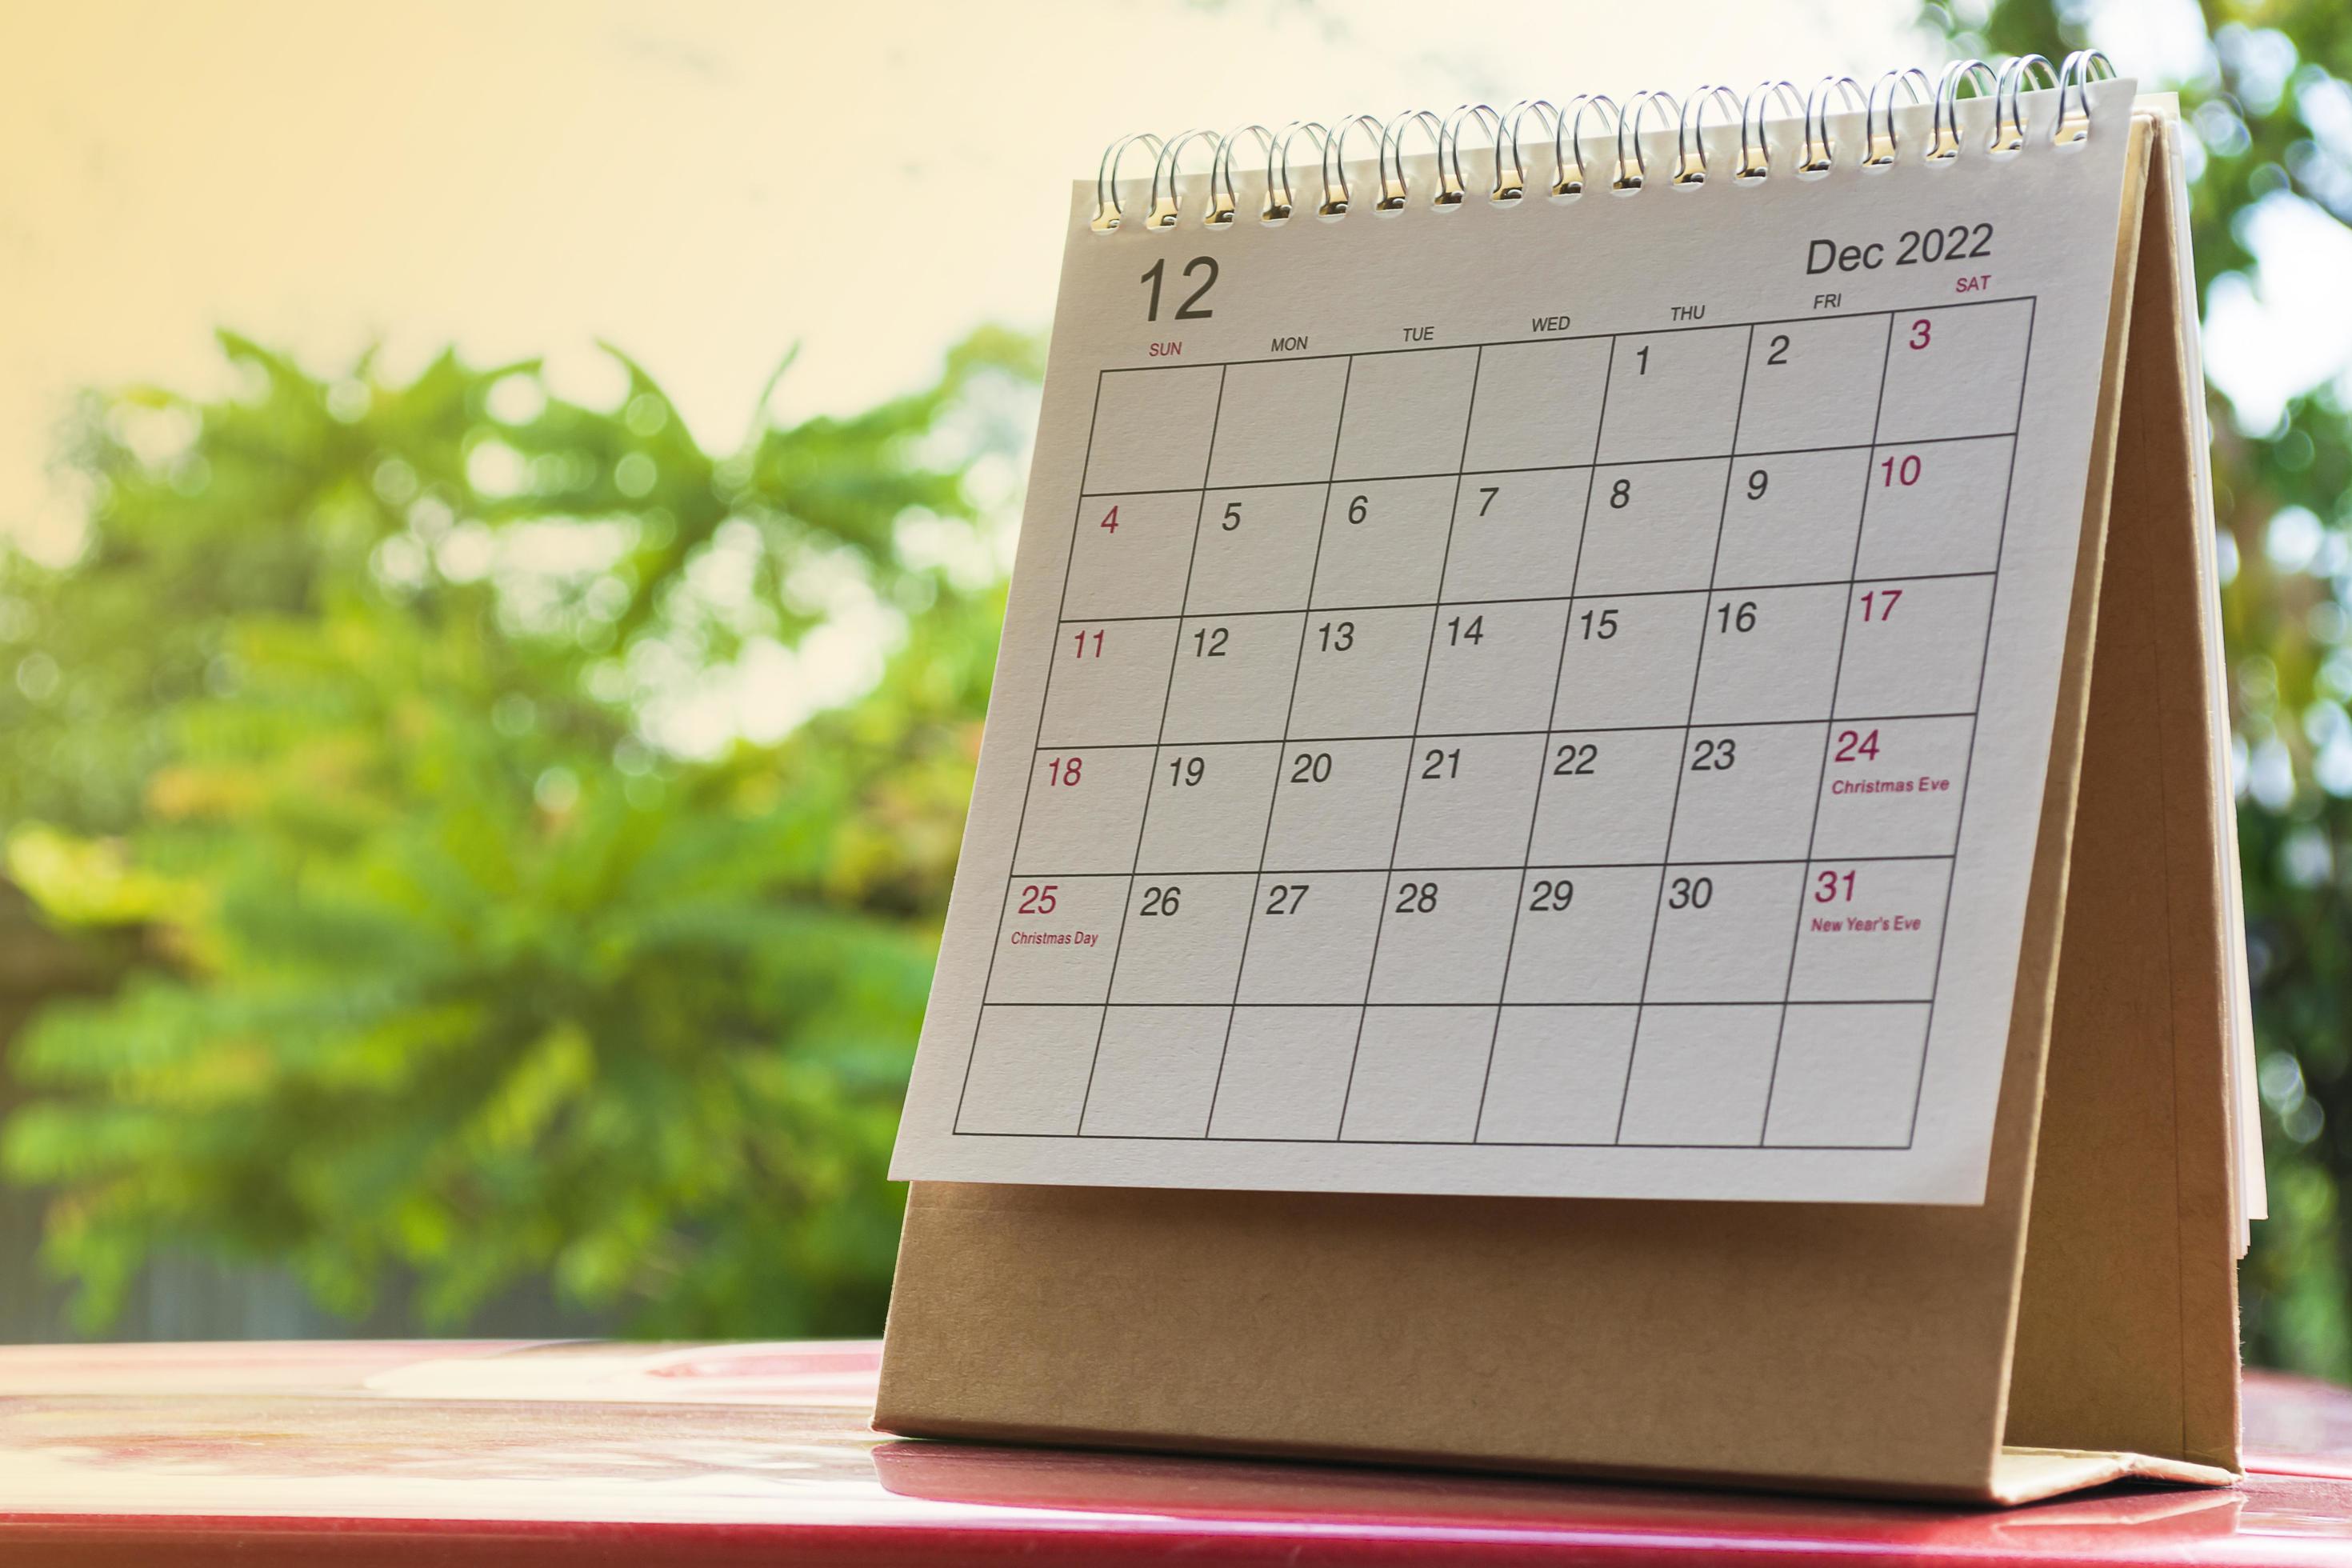 12
Dec 2022
SUN MON TUE WED THU FRI SAT
1 2 3
4 5 6 7 8 9 10
11 12 13 14 15 16 17
18 19 20 21 22 23 24
Christmas Eve
25 26 27 28 29 30 31
Christmas Day New Year's Eve